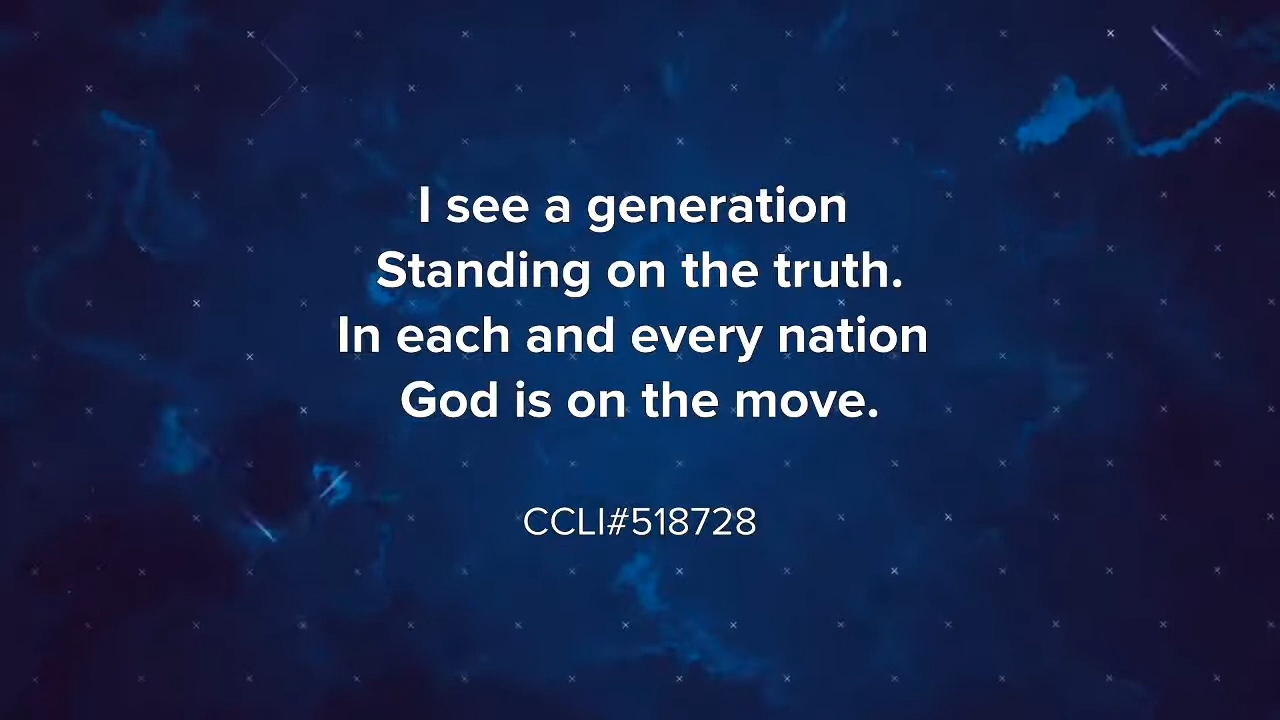 I see a generation
Standing on the truth.
In each and every nation
God is on the move.
CCLI#518728